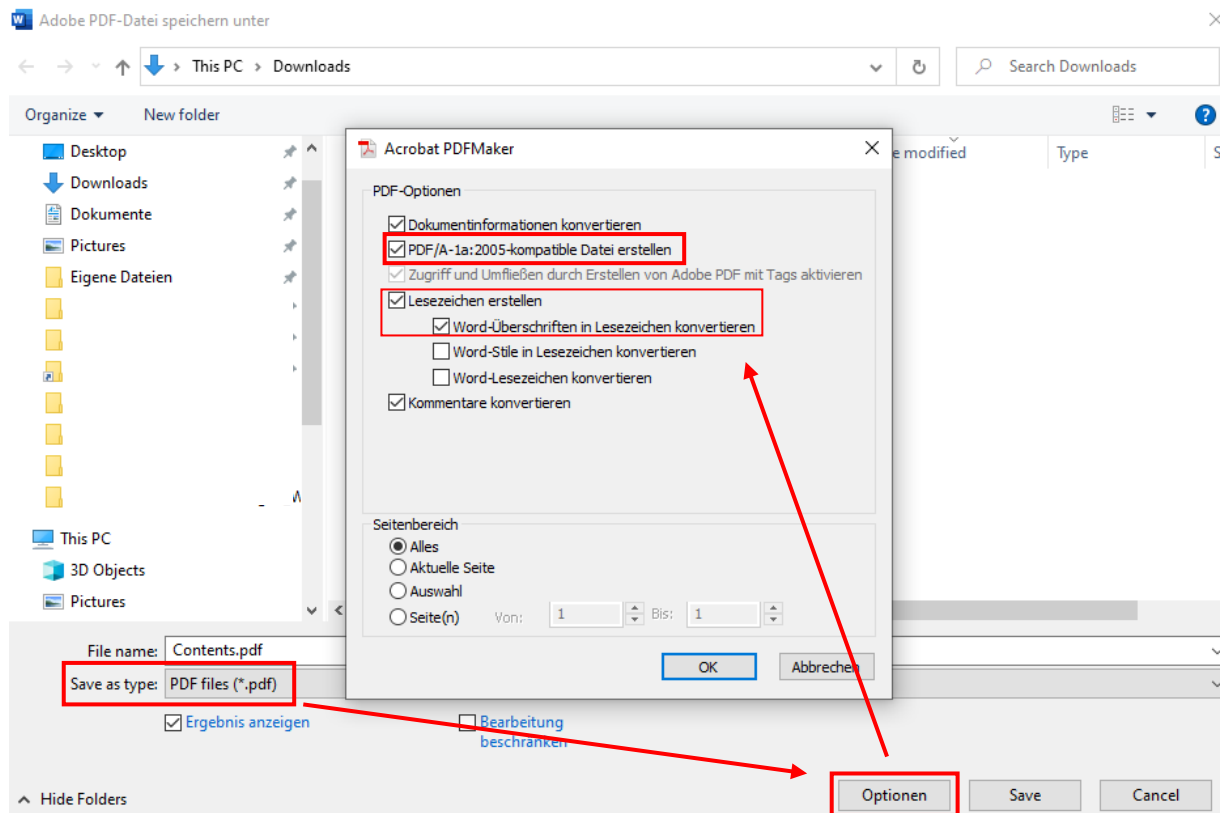 Adobe PDF-Datei speichern unter
This PC > Downloads
Search Downloads
Organize
New folder
Desktop
Downloads
Dokumente
Pictures
Eigene Dateien
This PC
3D Objects
Pictures
e modified
Type
S
Acrobat PDFMaker
PDF-Optionen
Dokumentinformationen konvertieren
PDF/A-1a:2005-kompatible Datei erstellen
Zugriff und Umfließen durch Erstellen von Adobe PDF mit Tags aktivieren
Lesezeichen erstellen
Word-Überschriften in Lesezeichen konvertieren
Word-Stile in Lesezeichen konvertieren
Word-Lesezeichen konvertieren
Kommentare konvertieren
Seitenbereich
Alles
Aktuelle Seite
Auswahl
Seite(n) Von: 1 Bis: 1
OK
Abbrechen
File name: Contents.pdf
Save as type: PDF files (*.pdf)
Ergebnis anzeigen
Bearbeitung
beschränken
Hide Folders
Optionen
Save
Cancel